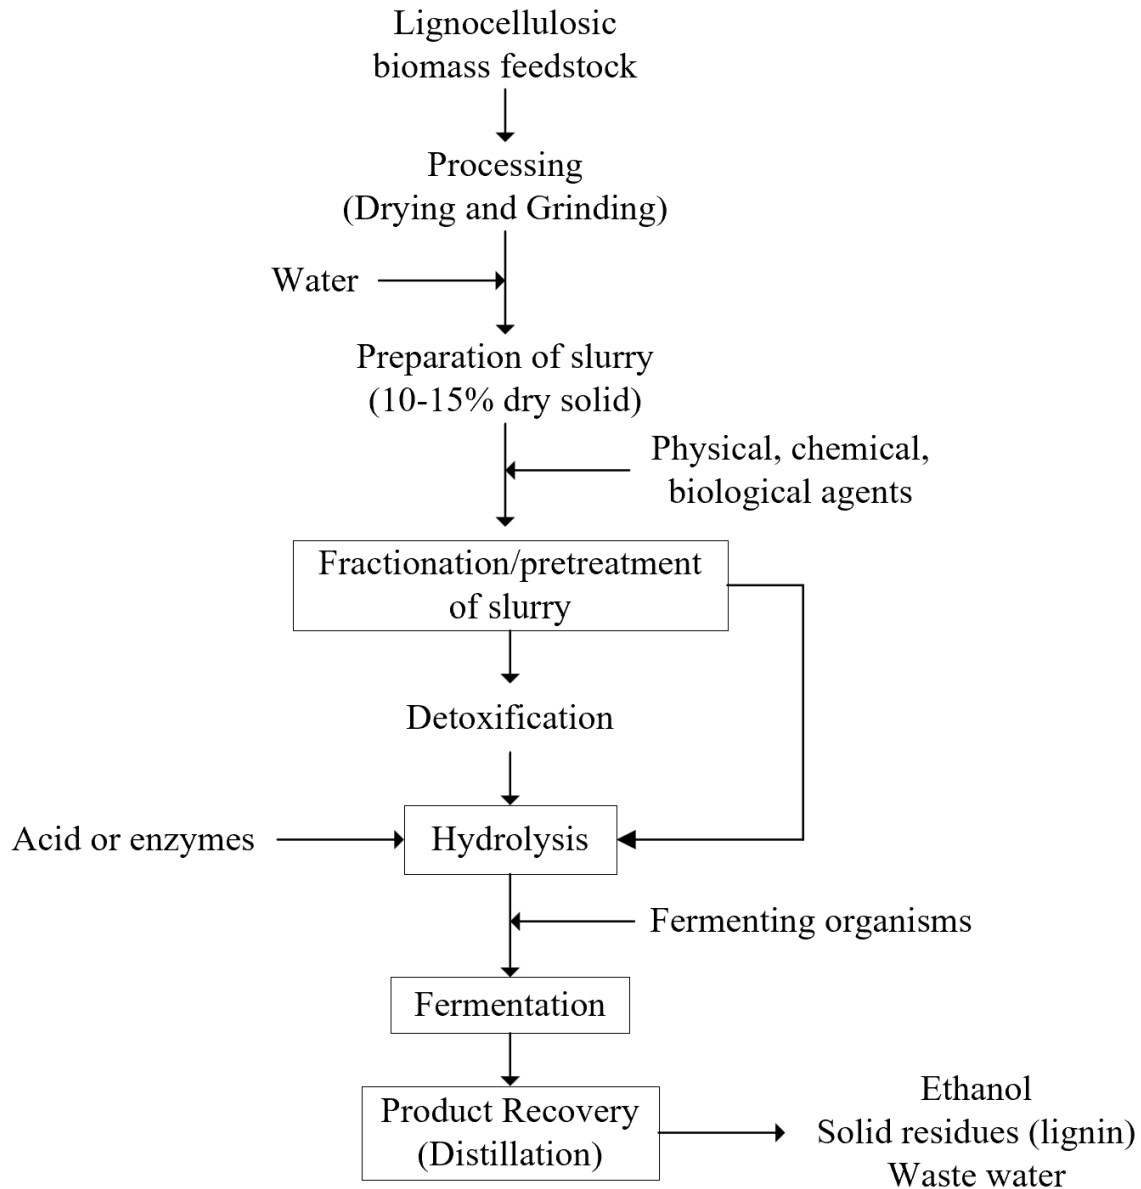 Lignocellulosic
biomass feedstock
Processing
(Drying and Grinding)
Water
Preparation of slurry
(10-15% dry solid)
Physical, chemical,
biological agents
Fractionation/pretreatment
of slurry
Detoxification
Acid or enzymes
Hydrolysis
Fermenting organisms
Fermentation
Product Recovery
(Distillation)
Ethanol
Solid residues (lignin)
Waste water